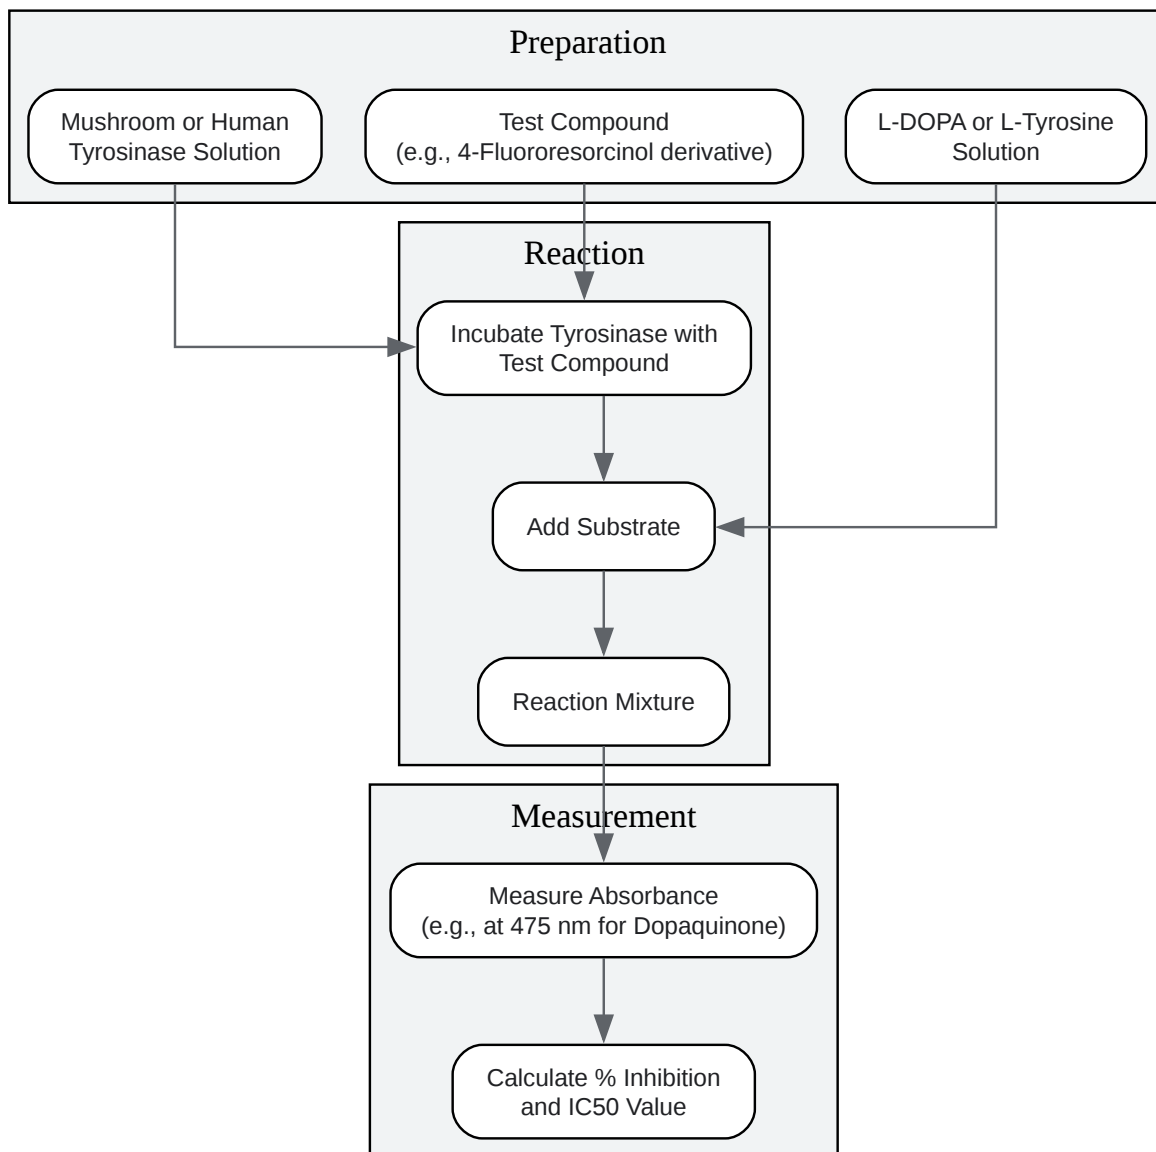 Preparation
Mushroom or Human
Tyrosinase Solution
Test Compound
(e.g., 4-Fluororesorcinol derivative)
L-DOPA or L-Tyrosine
Solution
Reaction
Incubate Tyrosinase with
Test Compound
Add Substrate
Reaction Mixture
Measurement
Measure Absorbance
(e.g., at 475 nm for Dopaquinone)
Calculate % Inhibition
and IC50 Value